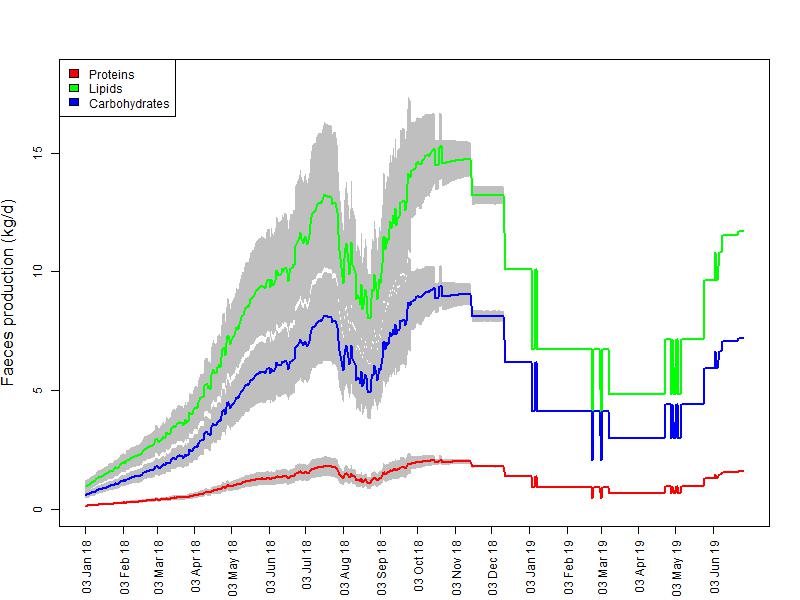 Proteins
Lipids
Carbohydrates
Faeces production (kg/d)
15
10
5
0
03 Jan 18
03 Feb 18
03 Mar 18
03 Apr 18
03 May 18
03 Jun 18
03 Jul 18
03 Aug 18
03 Sep 18
03 Oct 18
03 Nov 18
03 Dec 18
03 Jan 19
03 Feb 19
03 Mar 19
03 Apr 19
03 May 19
03 Jun 19